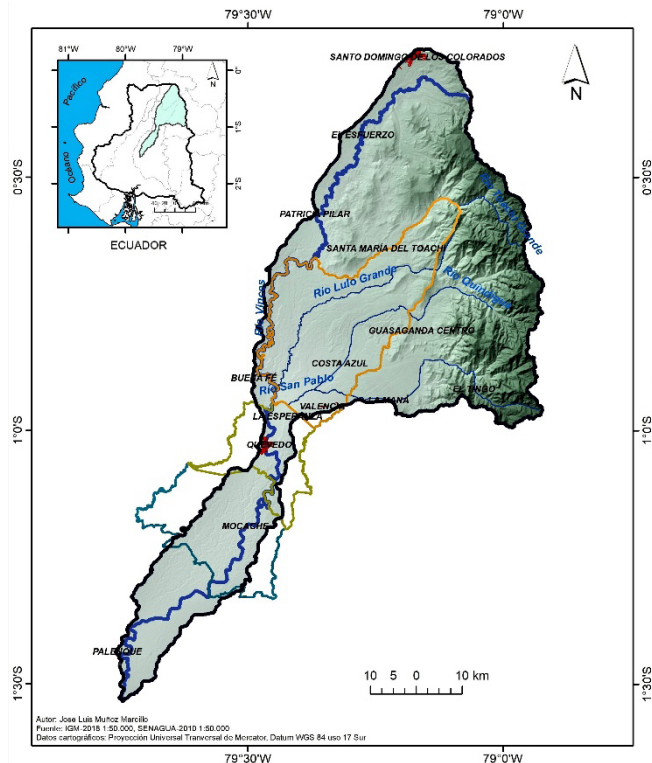 79°30'W
79°0'W
81°W
80°W
79°W
0°
1°S
2°S
Pacífico
Océano
ECUADOR
N
N
SANTO DOMINGO DE LOS COLORADOS
EL ESFUERZO
PATRICIA PILAR
SANTA MARIA DEL TOACHI
Río Lulo Grande
Río Quindigua
Río Vinces
GUASAGANDA CENTRO
COSTA AZUL
BUENA FÉ
Río San Pablo
EL TINGO
VALENCIA
LA MANÁ
LA ESPERANZA
QUEVEDO
MOCACHE
PALENQUE
0°30'S
0°30'S
1°0'S
1°0'S
1°30'S
1°30'S
10 5 0 10 km
Autor: Jose Luis Muñoz Marcillo
Fuente: IGM-2018 1:50.000, SENAGUA-2010 1:50.000
Datos cartográficos: Proyección Universal Tranversal de Mercator, Datum WGS 84 uso 17 Sur
79°30'W
79°0'W